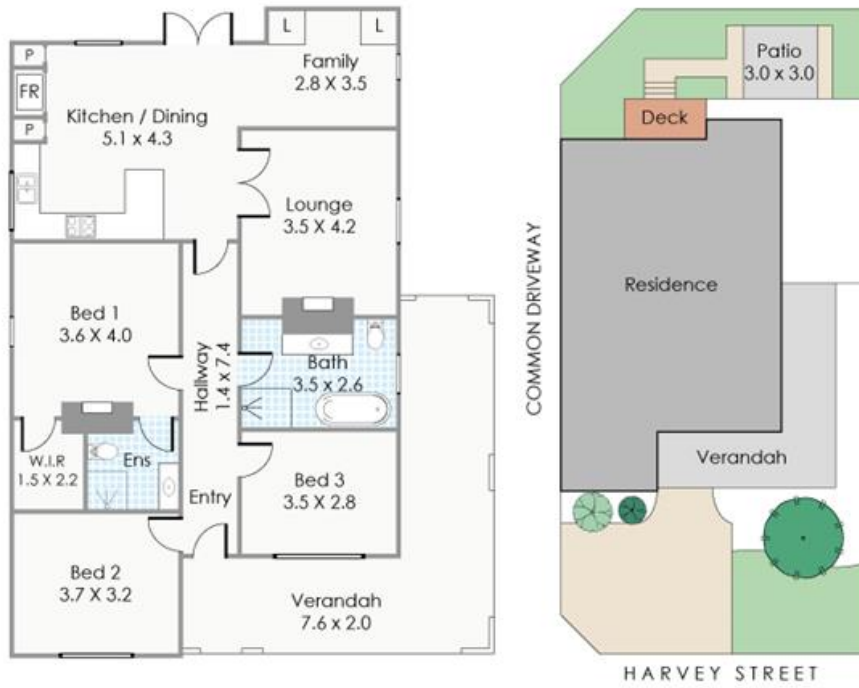 L
L
P
Family
2.8 X 3.5
FR
Kitchen / Dining
5.1 x 4.3
P
Lounge
3.5 X 4.2
Bed 1
3.6 X 4.0
Hallway
1.4 x 7.4
Bath
3.5 x 2.6
W.I.R
1.5 X 2.2
Ens
Bed 3
3.5 X 2.8
Entry
Bed 2
3.7 X 3.2
Verandah
7.6 x 2.0
Patio
3.0 x 3.0
Deck
COMMON DRIVEWAY
Residence
Verandah
HARVEY STREET